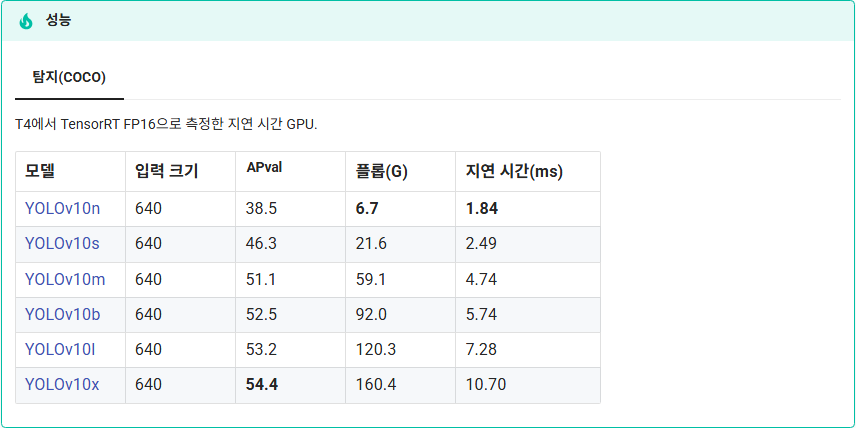 성능
탐지(COCO)
T4에서 TensorRT FP16으로 측정한 지연 시간 GPU.
모델 입력 크기 APval 플롭(G) 지연 시간(ms)
YOLOv10n 640 38.5 6.7 1.84
YOLOv10s 640 46.3 21.6 2.49
YOLOv10m 640 51.1 59.1 4.74
YOLOv10b 640 52.5 92.0 5.74
YOLOv10l 640 53.2 120.3 7.28
YOLOv10x 640 54.4 160.4 10.70